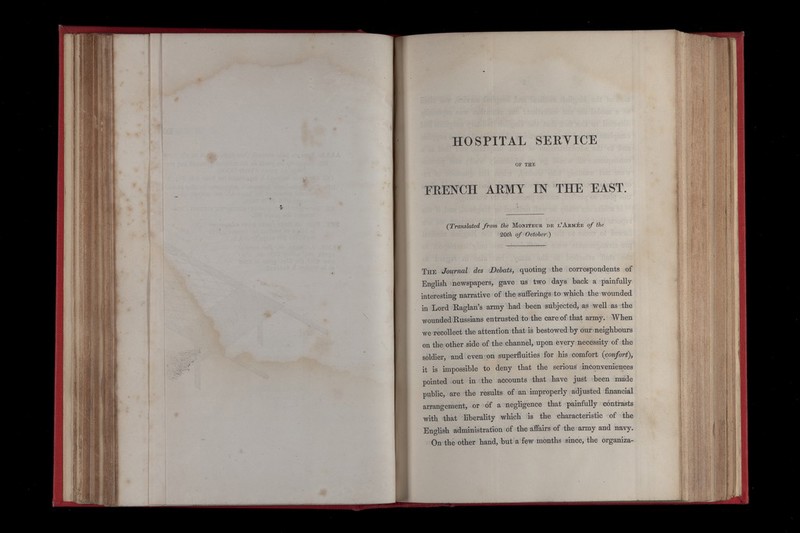 HOSPITAL SERVICE
OF THE
FRENCH ARMY IN THE EAST.
(Translated from the MONITEUR DE L'ARMÉE of the
20th of October.)
THE Journal des Debats, quoting the correspondents of
English newspapers, gave us two days back a painfully
interesting narrative of the sufferings to which the wounded
in Lord Raglan's army had been subjected, as well as the
wounded Russians entrusted to the care of that army. When
we recollect the attention that is bestowed by our neighbours
on the other side of the channel, upon every necessity of the
soldier, and even on superfluities for his comfort (confort),
it is impossible to deny that the serious inconveniences
pointed out in the accounts that have just been made
public, are the results of an improperly adjusted financial
arrangement, or of a negligence that painfully contrasts
with that liberality which is the characteristic of the
English administration of the affairs of the army and navy.
On the other hand, but a few months since, the organiza-